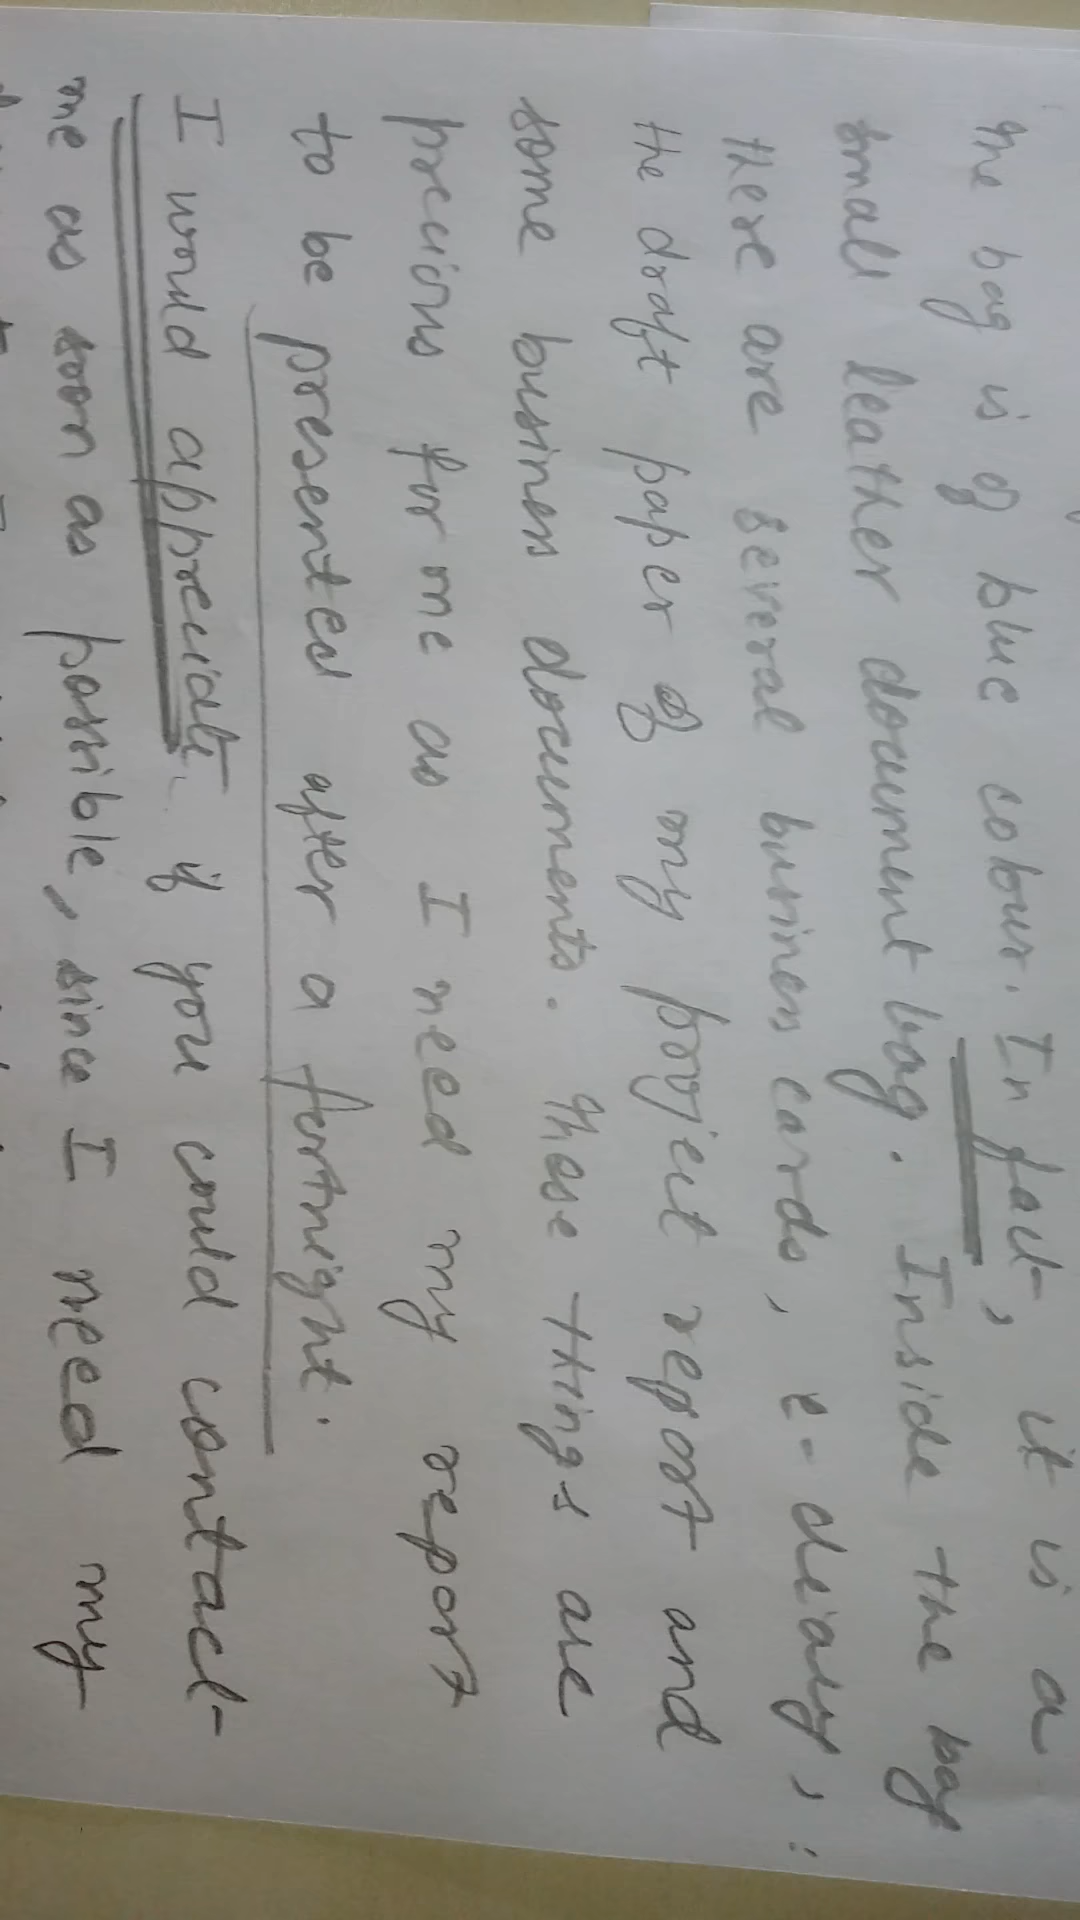 The bag is of blue colour. In fact, it is a
small leather document bag. Inside the bag
there are several business cards, e-deiary,
the draft paper of my project report and
some business documents. These things are
precious for me as I need my report
to be presented after a fortnight.
I would appreciate if you could contact
me as soon as possible, since I need my